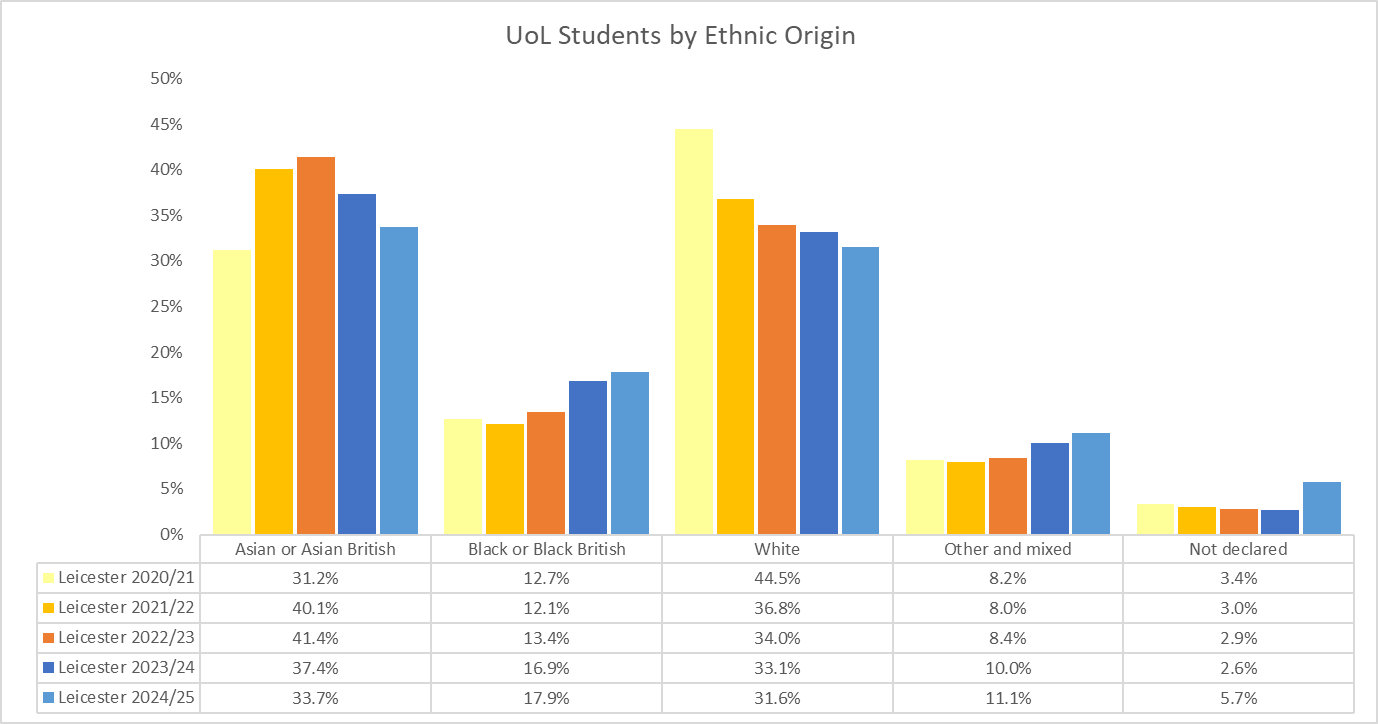 UoL Students by Ethnic Origin
50%
45%
40%
35%
30%
25%
20%
15%
10%
5%
0%
Asian or Asian British Black or Black British White Other and mixed Not declared
Leicester 2020/21 31.2% 12.7% 44.5% 8.2% 3.4%
Leicester 2021/22 40.1% 12.1% 36.8% 8.0% 3.0%
Leicester 2022/23 41.4% 13.4% 34.0% 8.4% 2.9%
Leicester 2023/24 37.4% 16.9% 33.1% 10.0% 2.6%
Leicester 2024/25 33.7% 17.9% 31.6% 11.1% 5.7%